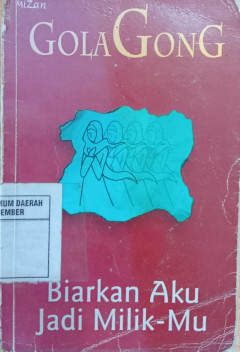 mizan
GOLA GONG
UMUM DAERAH
EMBER
Biarkan Aku
Jadi Milik-Mu